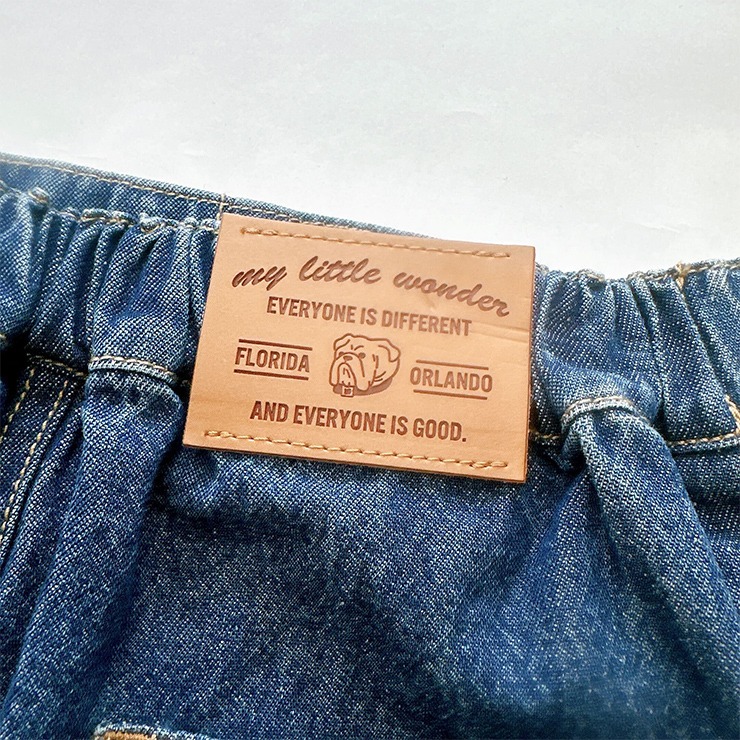 my little wonder
EVERYONE IS DIFFERENT
FLORIDA
ORLANDO
AND EVERYONE IS GOOD.